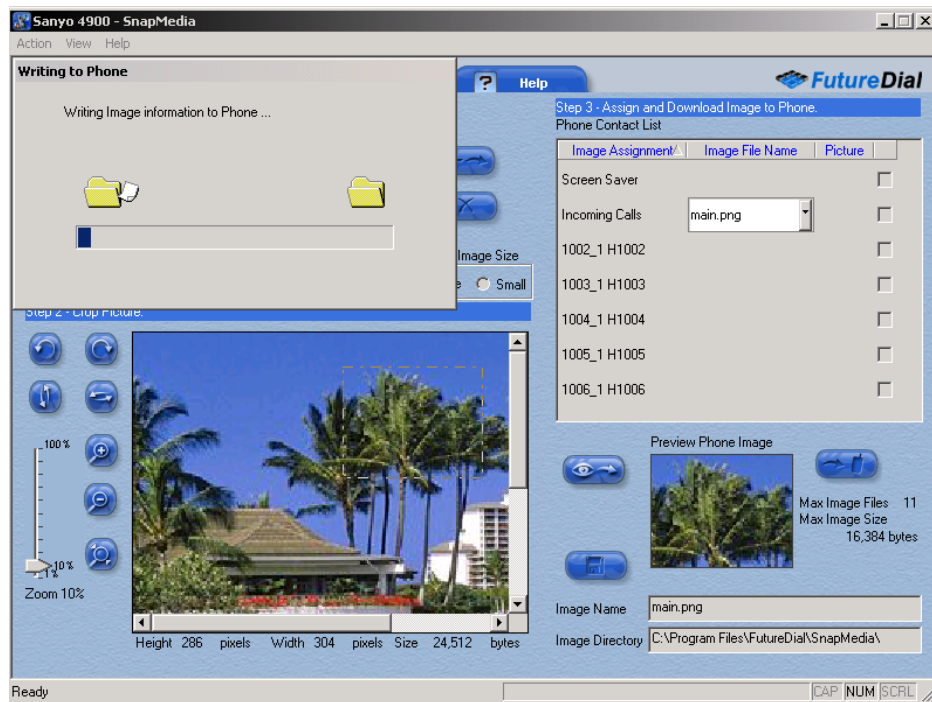 Sanyo 4900 - SnapMedia
Action View Help
Writing to Phone
Writing Image information to Phone ...
? Help
FutureDial
Step 3 - Assign and Download Image to Phone.
Phone Contact List
Image Assignment Image File Name Picture
Screen Saver
Incoming Calls main.png
1002_1 H1002
1003_1 H1003
1004_1 H1004
1005_1 H1005
1006_1 H1006
Image Size
Small
Step 2 - Crop Picture.
100%
10%
1%
Zoom 10%
Height 286 pixels Width 304 pixels Size 24,512 bytes
Preview Phone Image
Max Image Files 11
Max Image Size
16,384 bytes
Image Name main.png
Image Directory C:\Program Files\FutureDial\SnapMedia\
Ready
CAP NUM SCRL